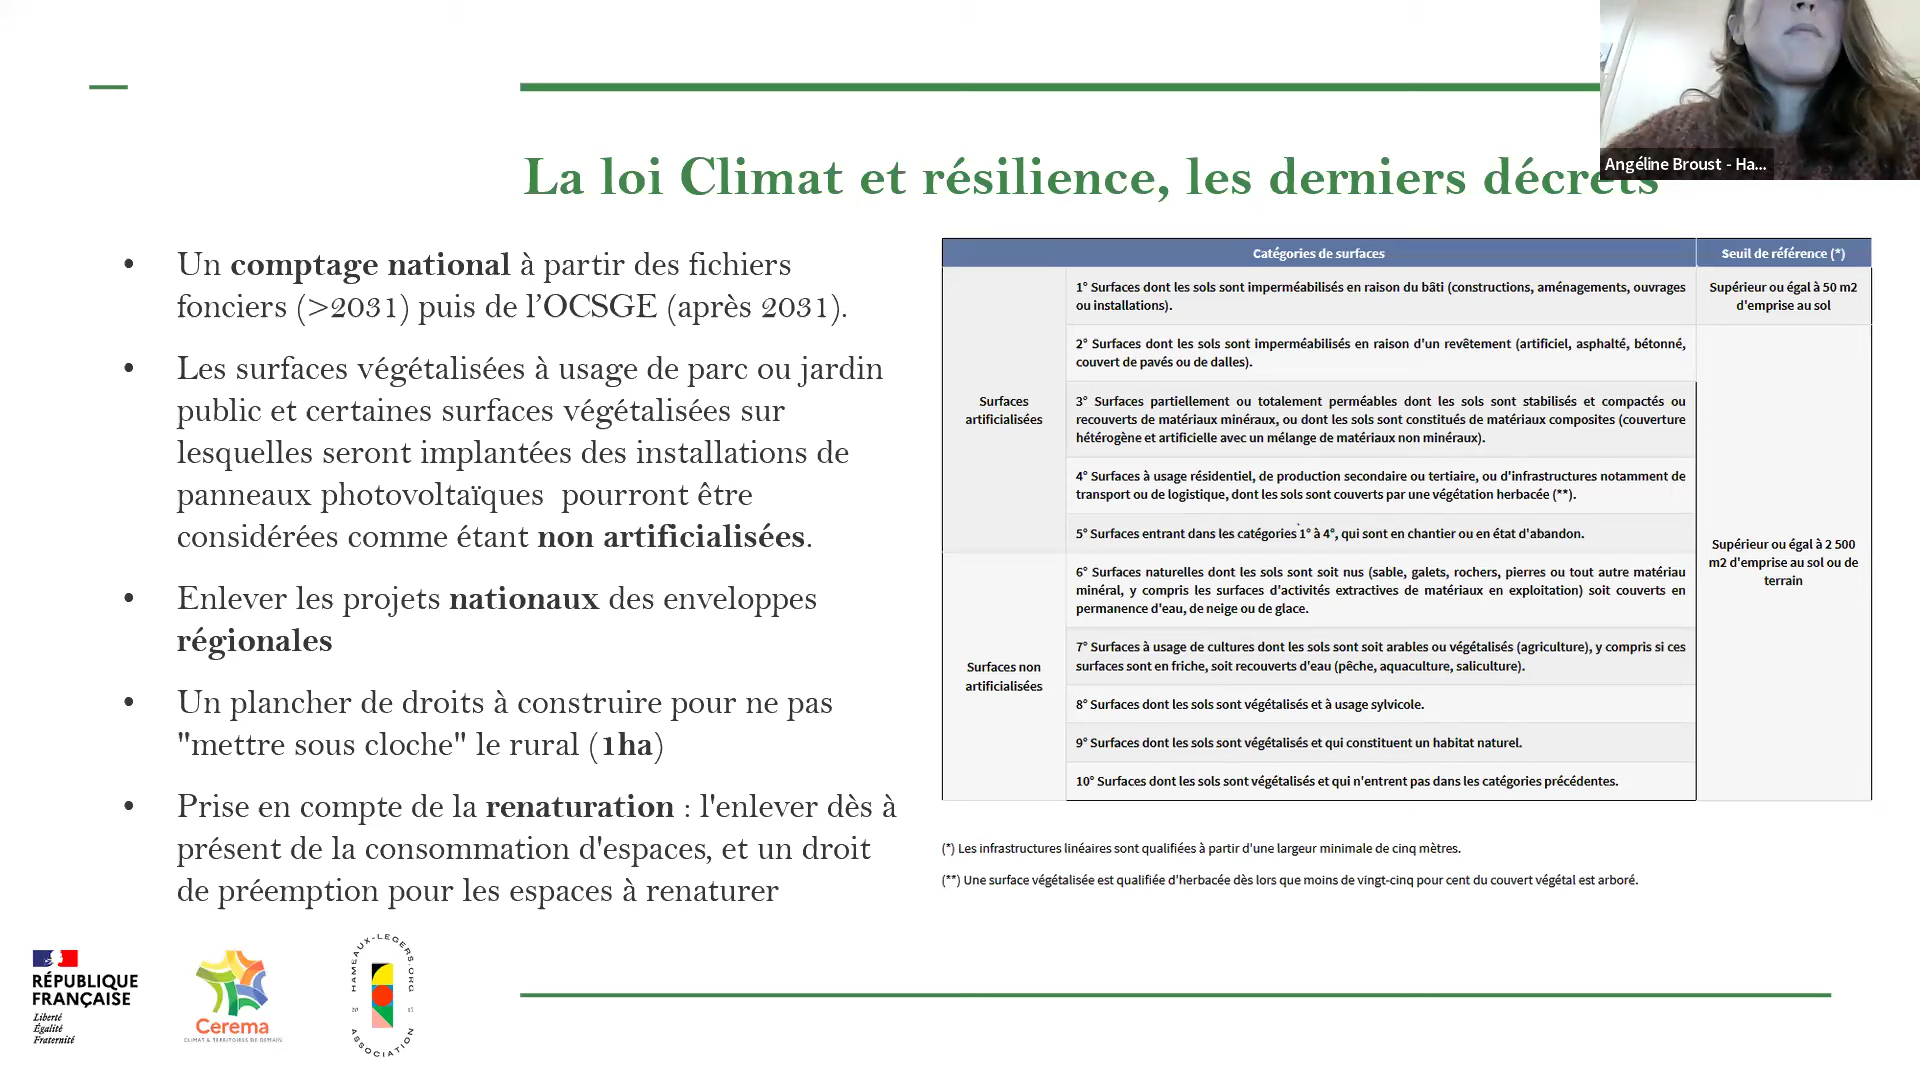 Angéline Broust - Ha...
La loi Climat et résilience, les derniers décrets
• Un comptage national à partir des fichiers
fonciers (>2031) puis de l’OCSGE (après 2031).
• Les surfaces végétalisées à usage de parc ou jardin
public et certaines surfaces végétalisées sur
lesquelles seront implantées des installations de
panneaux photovoltaïques pourront être
considérées comme étant non artificialisées.
• Enlever les projets nationaux des enveloppes
régionales
• Un plancher de droits à construire pour ne pas
"mettre sous cloche" le rural (1ha)
• Prise en compte de la renaturation : l'enlever dès à
présent de la consommation d'espaces, et un droit
de préemption pour les espaces à renaturer
Catégories de surfaces
Seuil de référence (*)
Surfaces
artificialisées
1° Surfaces dont les sols sont imperméabilisés en raison du bâti (constructions, aménagements, ouvrages
ou installations).
Supérieur ou égal à 50 m2
d'emprise au sol
2° Surfaces dont les sols sont imperméabilisés en raison d'un revêtement (artificiel, asphalté, bétonné,
couvert de pavés ou de dalles).
3° Surfaces partiellement ou totalement perméables dont les sols sont stabilisés et compactés ou
recouverts de matériaux minéraux, ou dont les sols sont constitués de matériaux composites (couverture
hétérogène et artificielle avec un mélange de matériaux non minéraux).
4° Surfaces à usage résidentiel, de production secondaire ou tertiaire, ou d'infrastructures notamment de
transport ou de logistique, dont les sols sont couverts par une végétation herbacée (**).
5° Surfaces entrant dans les catégories 1° à 4°, qui sont en chantier ou en état d'abandon.
Supérieur ou égal à 2 500
m2 d'emprise au sol ou de
terrain
Surfaces non
artificialisées
6° Surfaces naturelles dont les sols sont soit nus (sable, galets, rochers, pierres ou tout autre matériau
minéral, y compris les surfaces d'activités extractives de matériaux en exploitation) soit couverts en
permanence d'eau, de neige ou de glace.
7° Surfaces à usage de cultures dont les sols sont soit arables ou végétalisés (agriculture), y compris si ces
surfaces sont en friche, soit recouverts d'eau (pêche, aquaculture, saliculture).
8° Surfaces dont les sols sont végétalisés et à usage sylvicole.
9° Surfaces dont les sols sont végétalisés et qui constituent un habitat naturel.
10° Surfaces dont les sols sont végétalisés et qui n'entrent pas dans les catégories précédentes.
(*) Les infrastructures linéaires sont qualifiées à partir d'une largeur minimale de cinq mètres.
(**) Une surface végétalisée est qualifiée d'herbacée dès lors que moins de vingt-cinq pour cent du couvert végétal est arboré.
RÉPUBLIQUE
FRANÇAISE
Liberté
Égalité
Fraternité
Cerema
CLIMAT & TERRITOIRES DE DEMAIN
HAMEAUX-LEGERS.ORG
20 17
ASSOCIATION